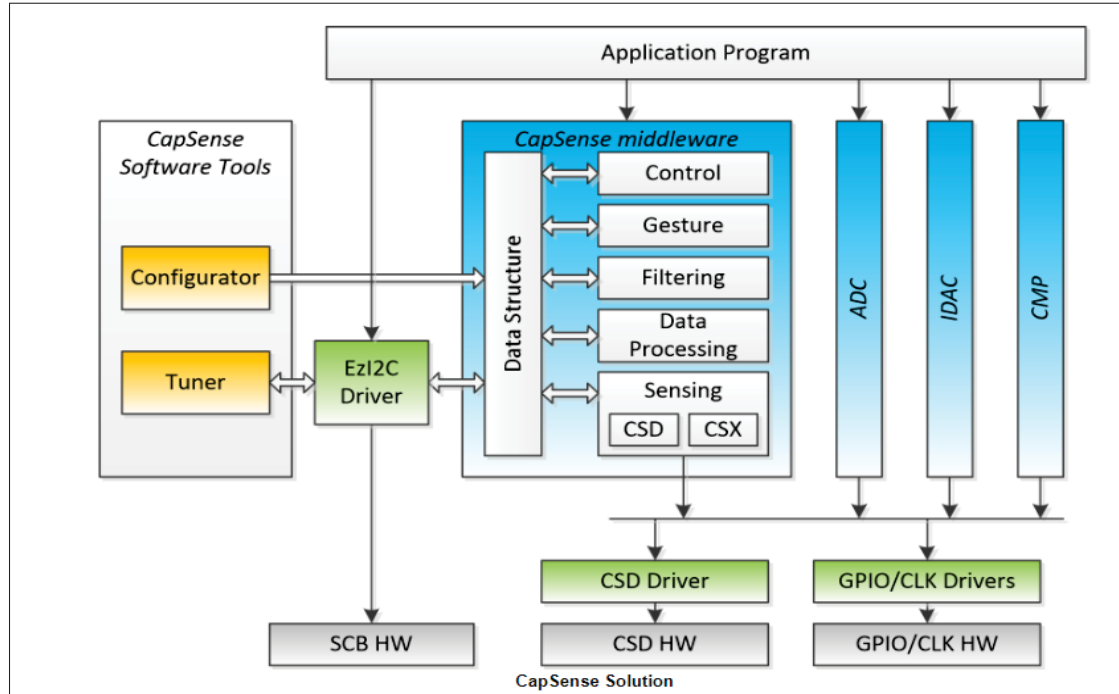 Application Program
CapSense
Software Tools
Configurator
Tuner
EzI2C
Driver
CapSense middleware
Data Structure
Control
Gesture
Filtering
Data
Processing
Sensing
CSD
CSX
ADC
IDAC
CMP
CSD Driver
GPIO/CLK Drivers
SCB HW
CSD HW
GPIO/CLK HW
CapSense Solution